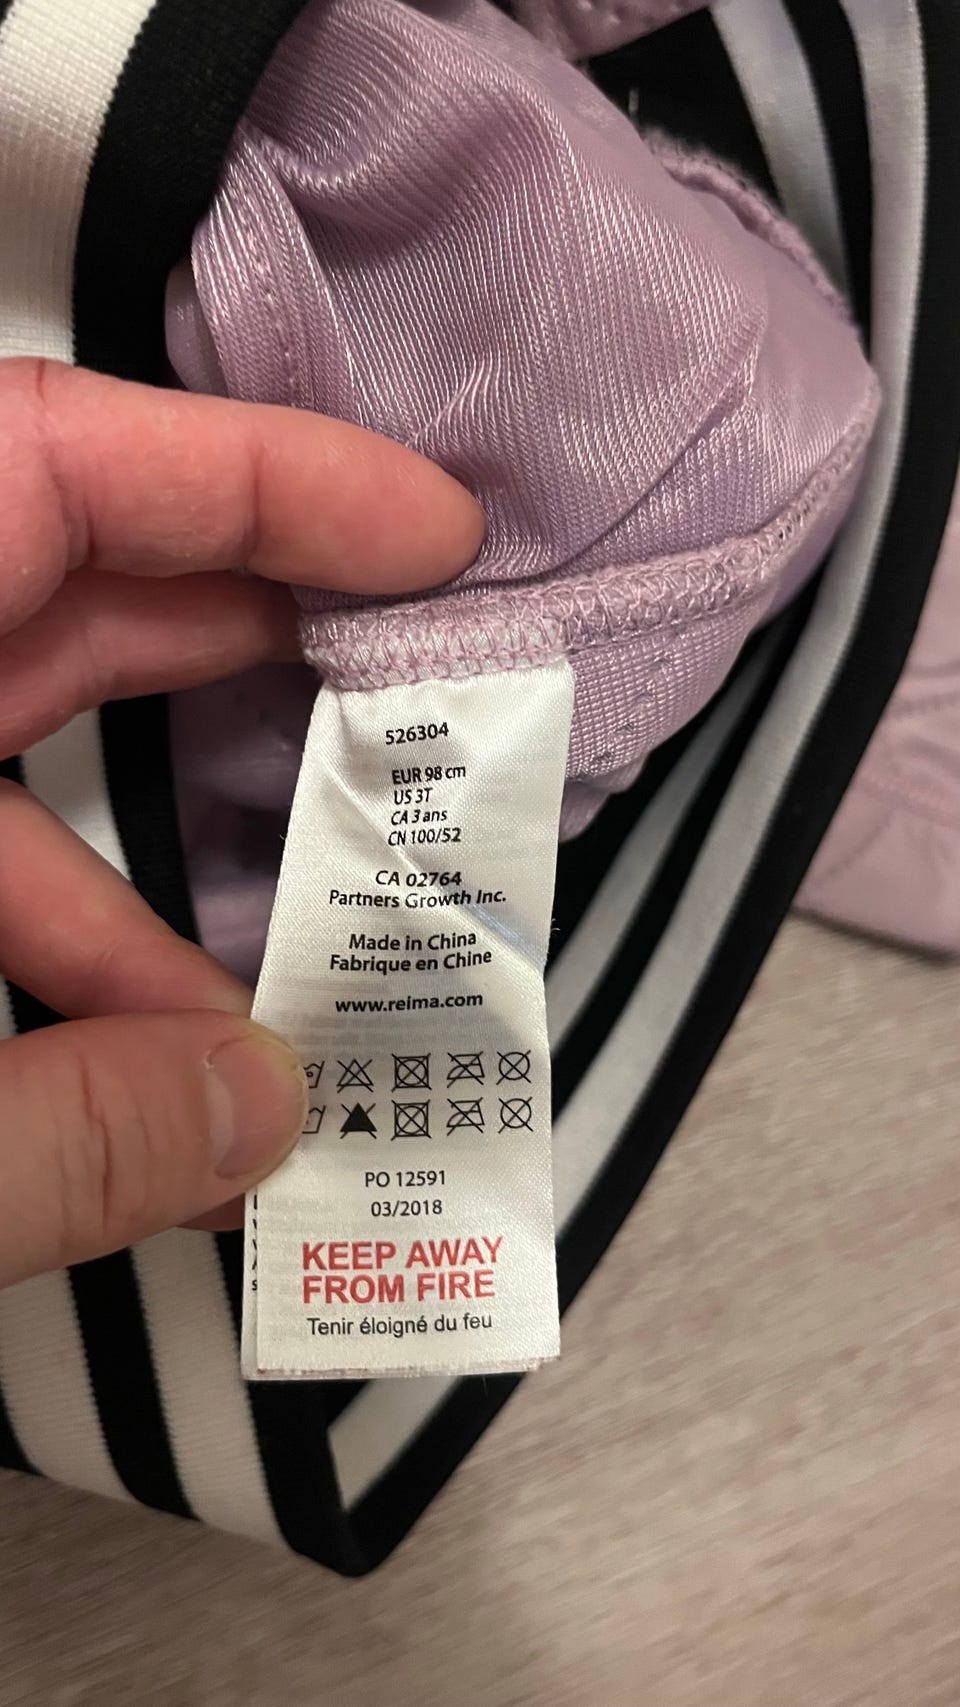 526304
EUR 98 cm
US 3T
CA 3 ans
CN 100/52
CA 02764
Partners Growth Inc.
Made in China
Fabrique en Chine
www.reima.com
PO 12591
03/2018
KEEP AWAY
FROM FIRE
Tenir éloigné du feu